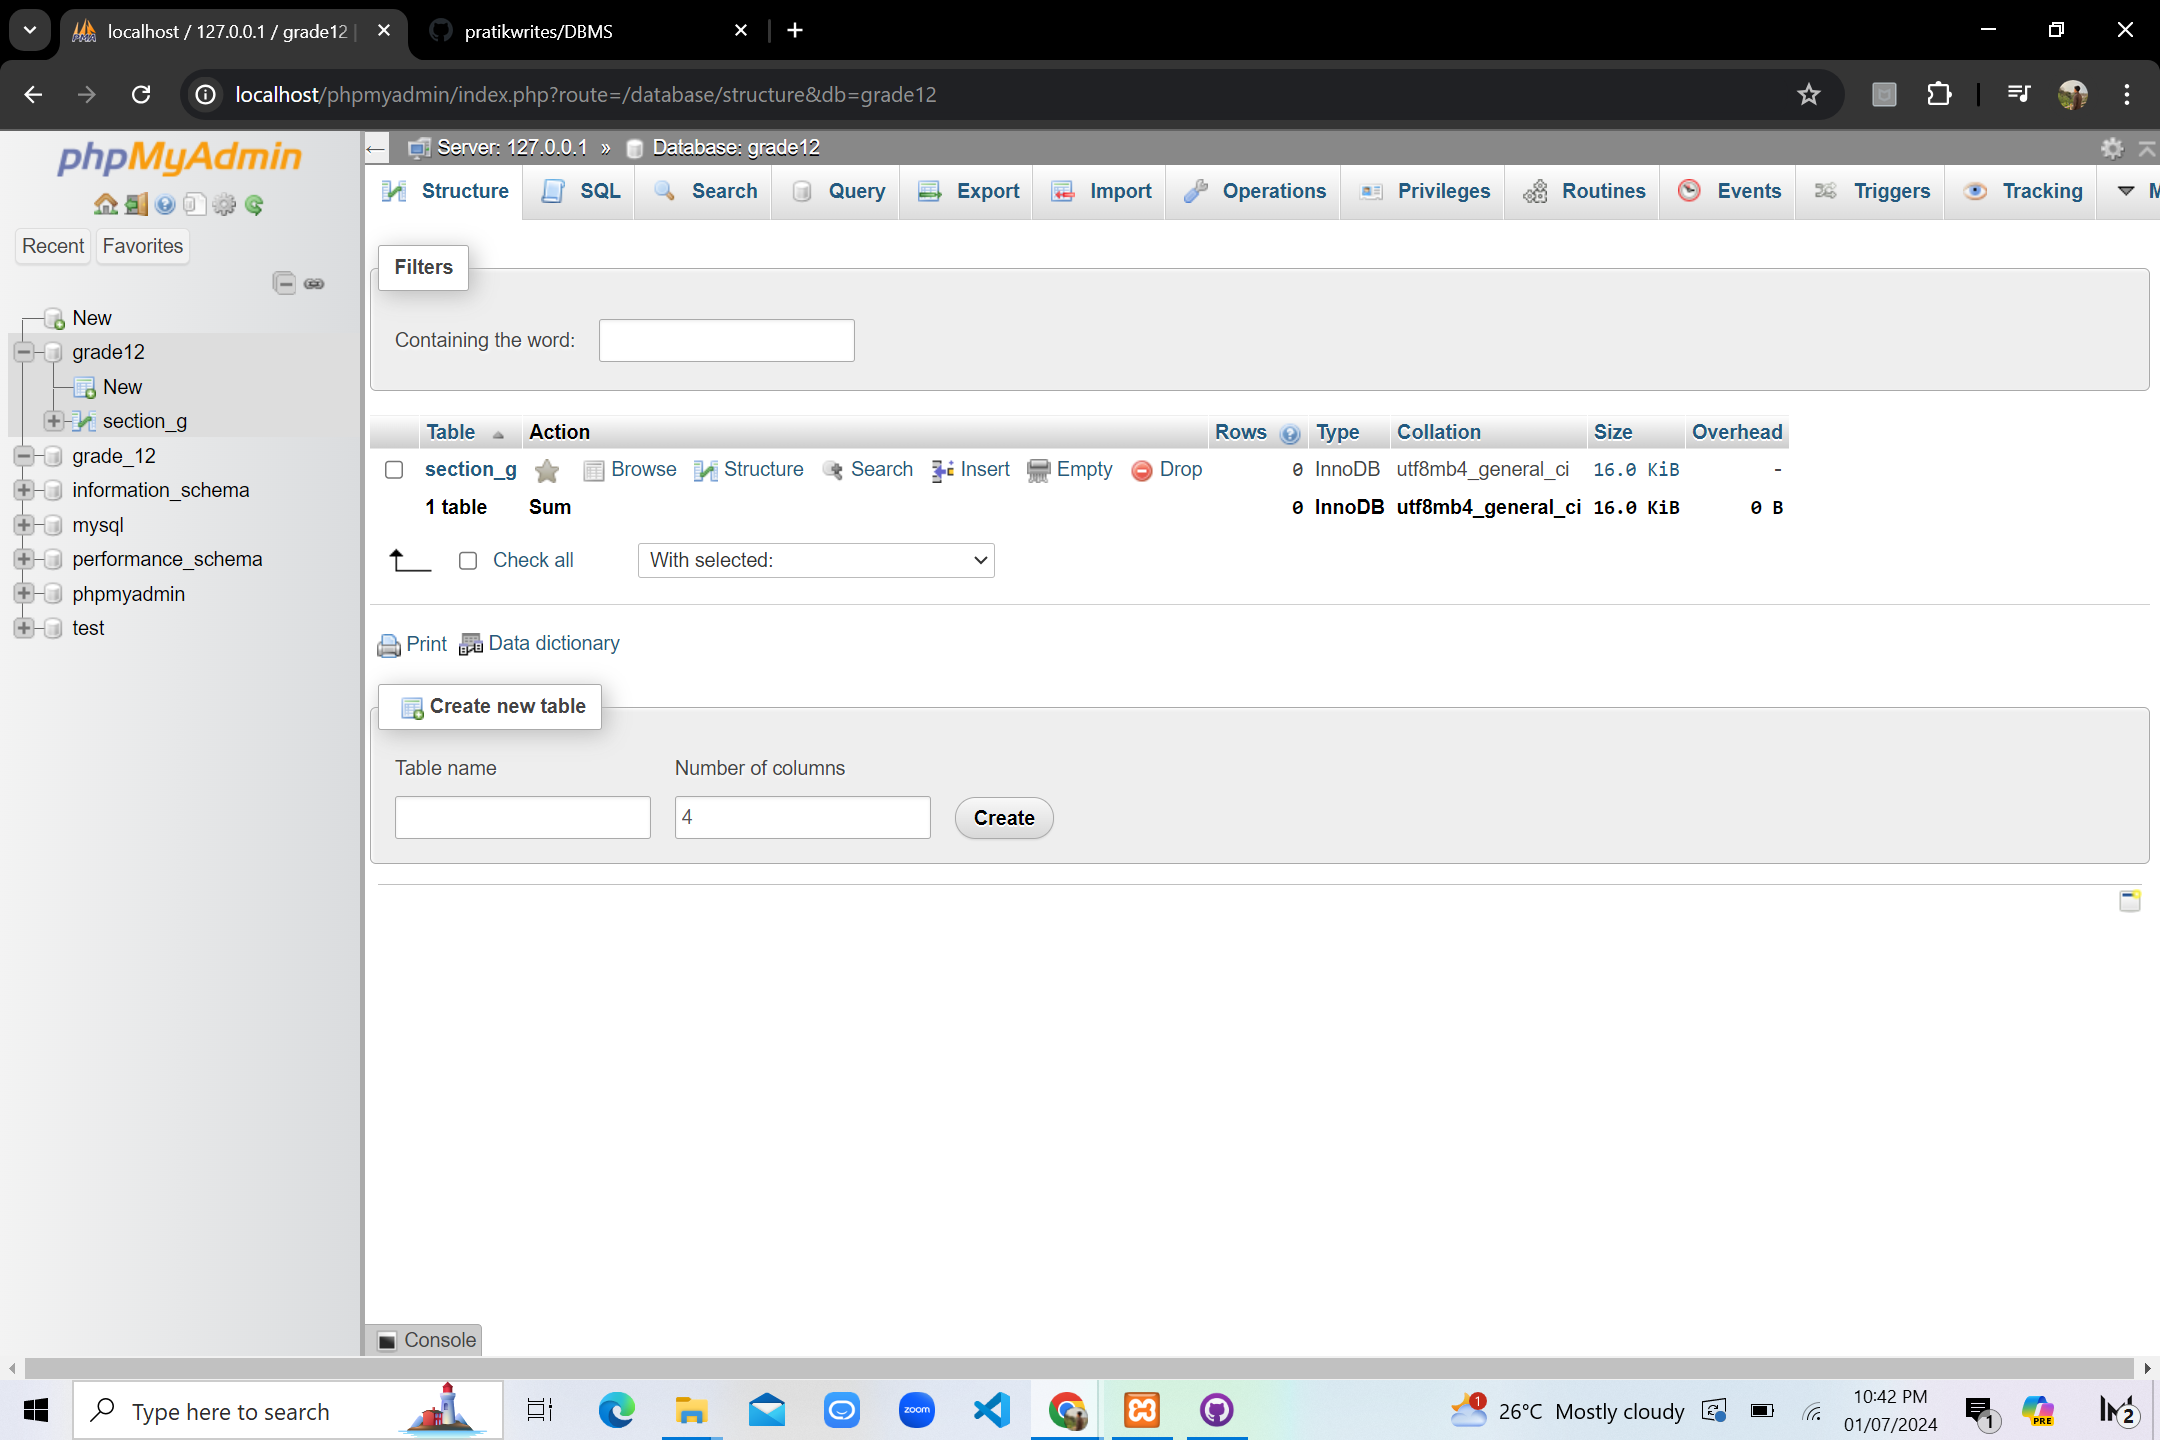 localhost / 127.0.0.1 / grade12 |
pratikwrites/DBMS
localhost/phpmyadmin/index.php?route=/database/structure&db=grade12
phpMyAdmin
Recent Favorites
New
grade12
New
section_g
grade_12
information_schema
mysql
performance_schema
phpmyadmin
test
Server: 127.0.0.1 » Database: grade12
Structure SQL Search Query Export Import Operations Privileges Routines Events Triggers Tracking M
Filters
Containing the word:
Table Action Rows Type Collation Size Overhead
section_g Browse Structure Search Insert Empty Drop 0 InnoDB utf8mb4_general_ci 16.0 KiB -
1 table Sum 0 InnoDB utf8mb4_general_ci 16.0 KiB 0 B
Check all With selected:
Print Data dictionary
Create new table
Table name Number of columns
4 Create
Console
Type here to search
zoom
1
26°C Mostly cloudy
10:42 PM
01/07/2024
1
PRE
2